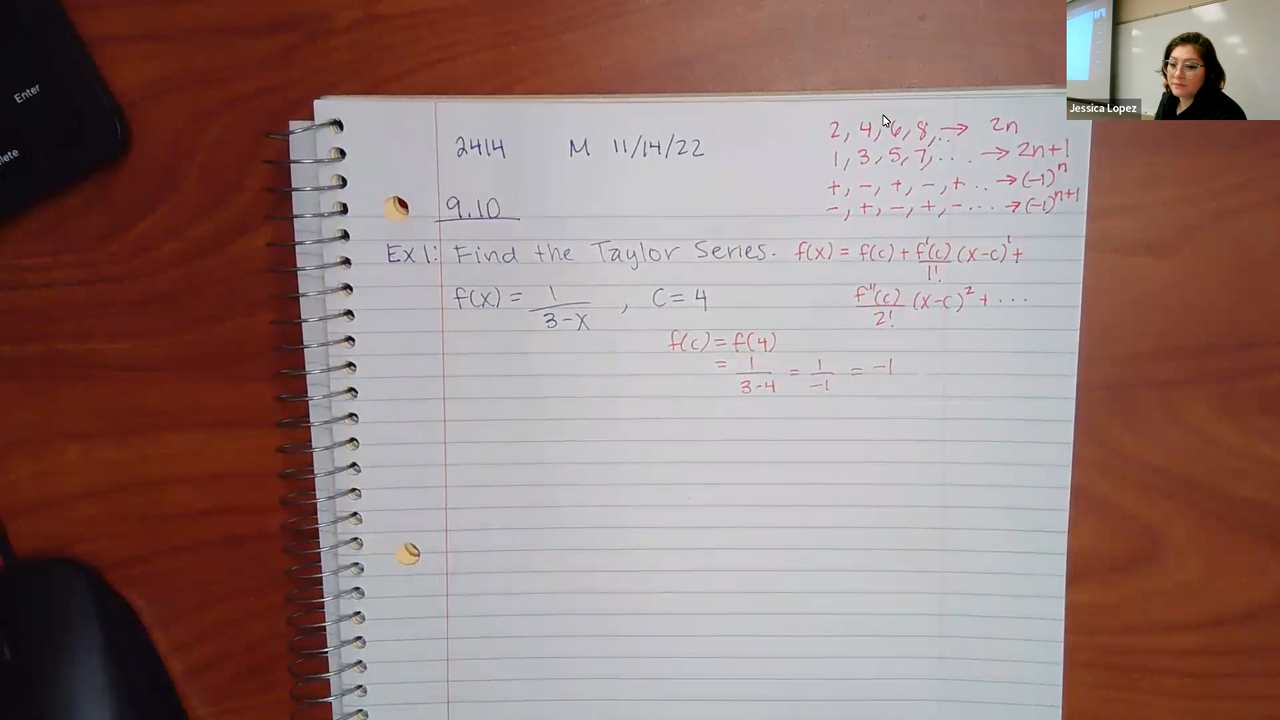 Enter
lete
Jessica Lopez
2414 M 11/14/22
2, 4, 6, 8, ... → 2n
1, 3, 5, 7, ... → 2n+1
+, -, +, -, + .. → (-1)^n
-, +, -, +, - .... → (-1)^{n+1}
9.10
Ex 1: Find the Taylor Series. f(x) = f(c) + f'(c)/1! (x-c)^1 +
f(x) = 1/(3-x) , C = 4 f''(c)/2! (x-c)^2 + ...
f(c) = f(4)
= 1/(3-4) = 1/-1 = -1